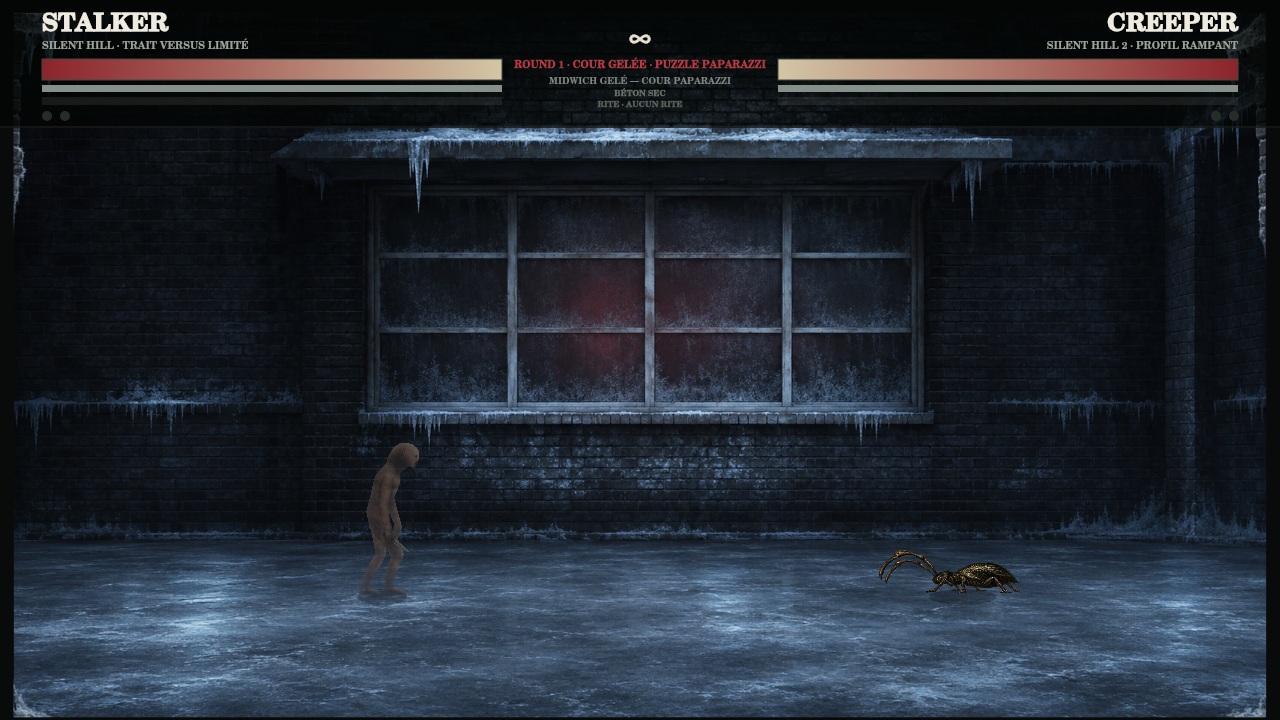 STALKER
SILENT HILL · TRAIT VERSUS LIMITÉ
∞
ROUND 1 · COUR GELÉE · PUZZLE PAPARAZZI
MIDWICH GELÉ — COUR PAPARAZZI
BÉTON SEC
RITE · AUCUN RITE
CREEPER
SILENT HILL 2 · PROFIL RAMPANT